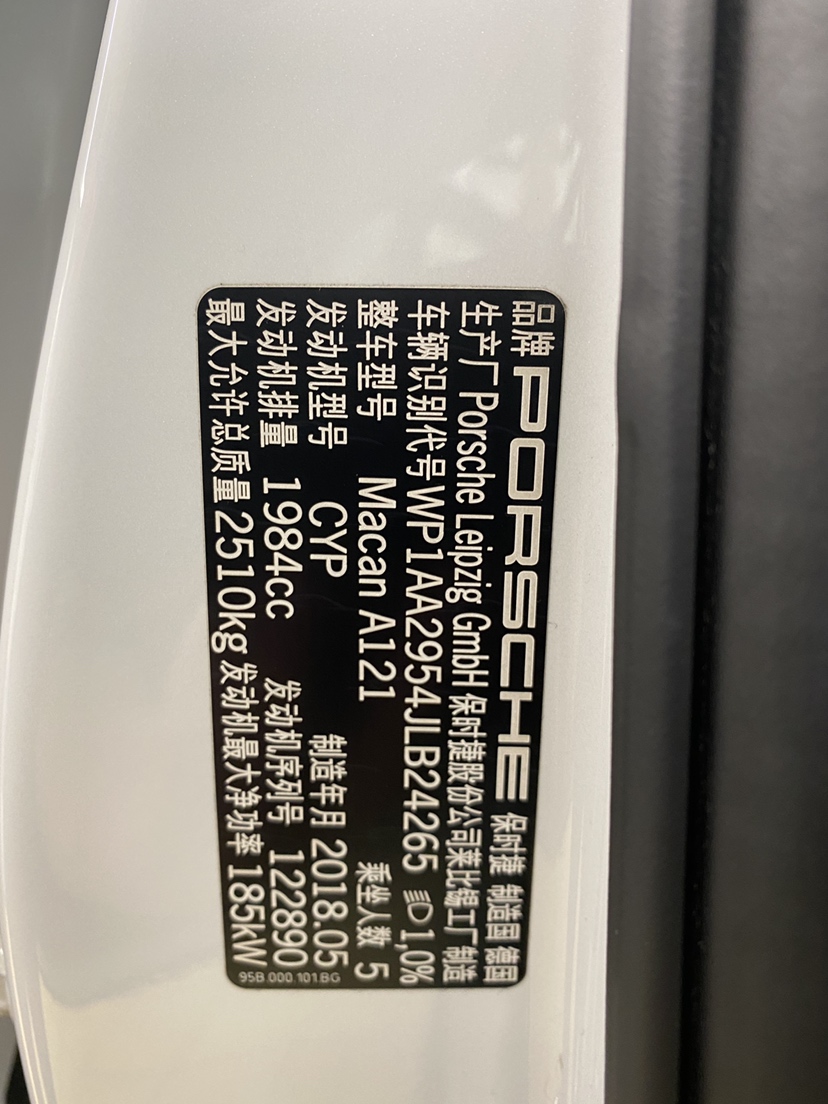 品牌 PORSCHE 保时捷 制造国 德国
生产厂 Porsche Leipzig GmbH 保时捷股份公司莱比锡工厂 制造
车辆识别代号 WP1AA2954JLB24265 1,0%
整车型号 Macan A121 乘坐人数 5
发动机型号 CYP 制造年月 2018.05
发动机排量 1984cc 发动机序列号 122890
最大允许总质量 2510kg 发动机最大净功率 185kW
95B.000.101.BG